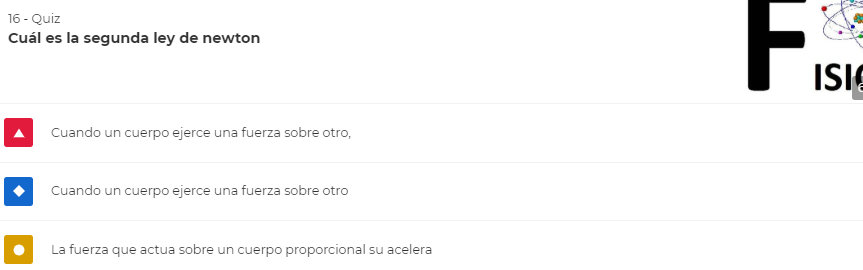 16 - Quiz
Cuál es la segunda ley de newton
F
ISI
Cuando un cuerpo ejerce una fuerza sobre otro,
Cuando un cuerpo ejerce una fuerza sobre otro
La fuerza que actua sobre un cuerpo proporcional su acelera